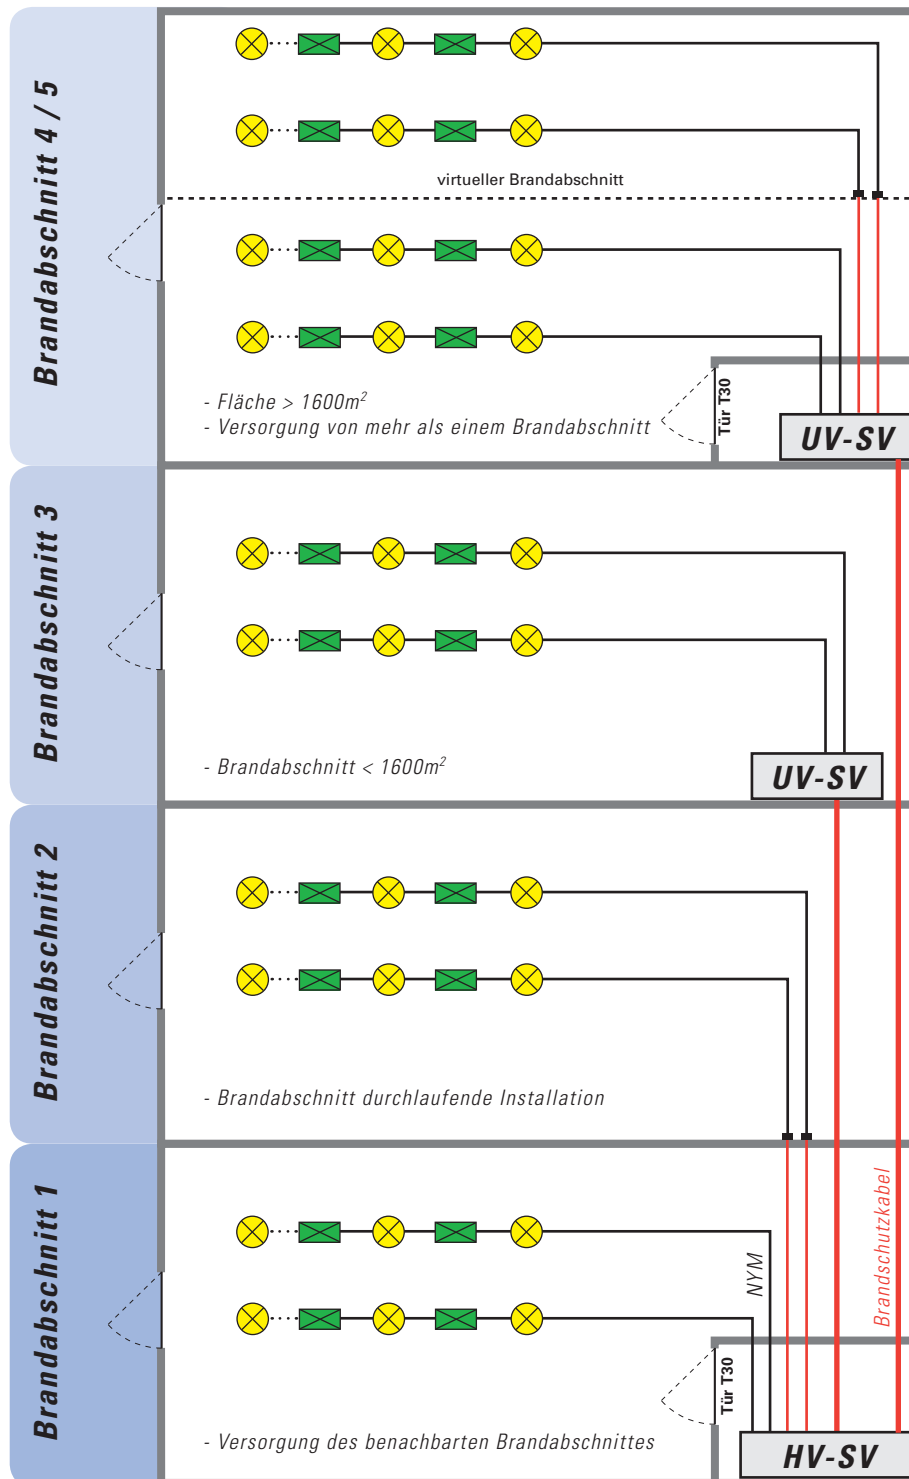 Brandabschnitt 4 / 5
virtueller Brandabschnitt
- Fläche > 1600m²
- Versorgung von mehr als einem Brandabschnitt
Tür T30
UV-SV
Brandabschnitt 3
- Brandabschnitt < 1600m²
UV-SV
Brandabschnitt 2
- Brandabschnitt durchlaufende Installation
Brandabschnitt 1
NYM
Brandschutzkabel
Tür T30
- Versorgung des benachbarten Brandabschnittes
HV-SV